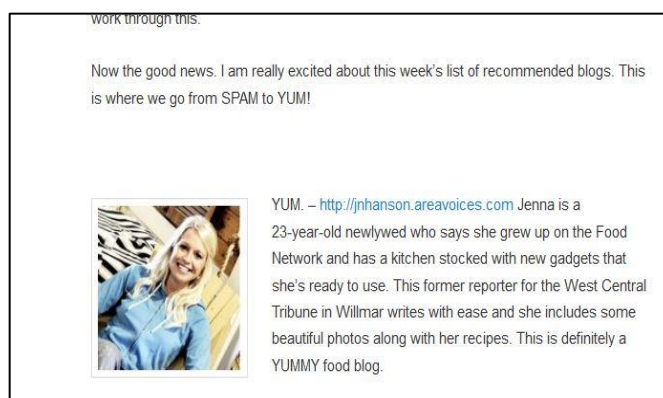 work through this.
Now the good news. I am really excited about this week's list of recommended blogs. This
is where we go from SPAM to YUM!
YUM. – http://jnhanson.areavoices.com Jenna is a
23-year-old newlywed who says she grew up on the Food
Network and has a kitchen stocked with new gadgets that
she's ready to use. This former reporter for the West Central
Tribune in Willmar writes with ease and she includes some
beautiful photos along with her recipes. This is definitely a
YUMMY food blog.